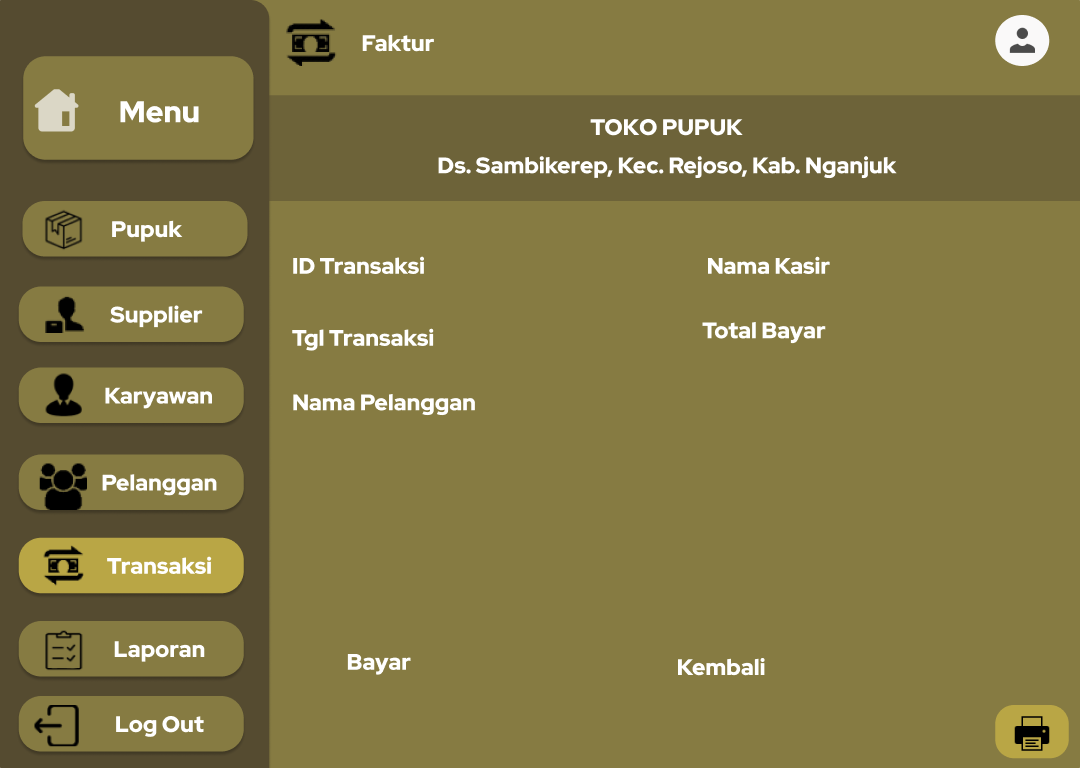 Menu
Pupuk
Supplier
Karyawan
Pelanggan
Transaksi
Laporan
Log Out
Faktur
TOKO PUPUK
Ds. Sambikerep, Kec. Rejoso, Kab. Nganjuk
ID Transaksi
Nama Kasir
Tgl Transaksi
Total Bayar
Nama Pelanggan
Bayar
Kembali